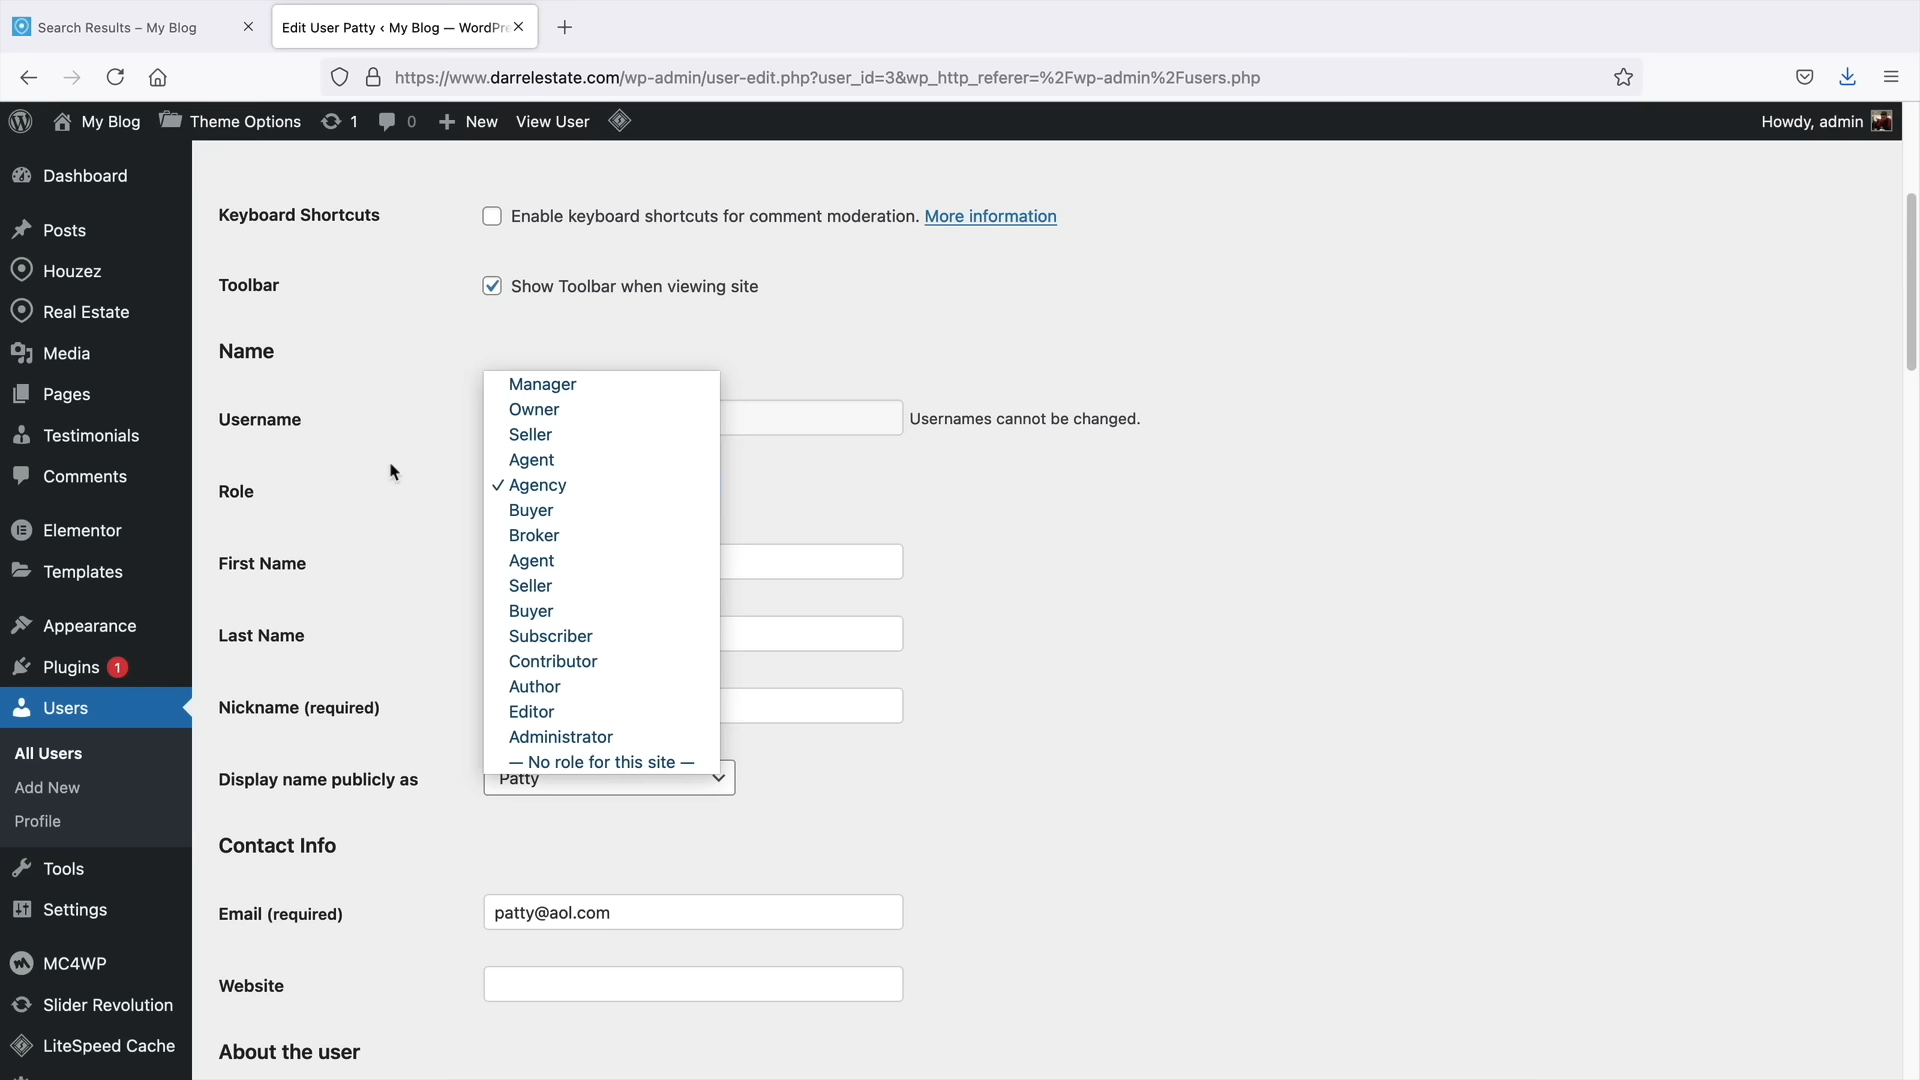 Search Results – My Blog
Edit User Patty ‹ My Blog — WordPre
https://www.darrelestate.com/wp-admin/user-edit.php?user_id=3&wp_http_referer=%2Fwp-admin%2Fusers.php
My Blog
Theme Options
1
0
New
View User
Howdy, admin
Dashboard
Posts
Houzez
Real Estate
Media
Pages
Testimonials
Comments
Elementor
Templates
Appearance
Plugins 1
Users
All Users
Add New
Profile
Tools
Settings
MC4WP
Slider Revolution
LiteSpeed Cache
Keyboard Shortcuts
Enable keyboard shortcuts for comment moderation. More information
Toolbar
Show Toolbar when viewing site
Name
Username
Usernames cannot be changed.
Role
Manager
Owner
Seller
Agent
✓ Agency
Buyer
Broker
Agent
Seller
Buyer
Subscriber
Contributor
Author
Editor
Administrator
— No role for this site —
First Name
Last Name
Nickname (required)
Display name publicly as
Patty
Contact Info
Email (required)
patty@aol.com
Website
About the user